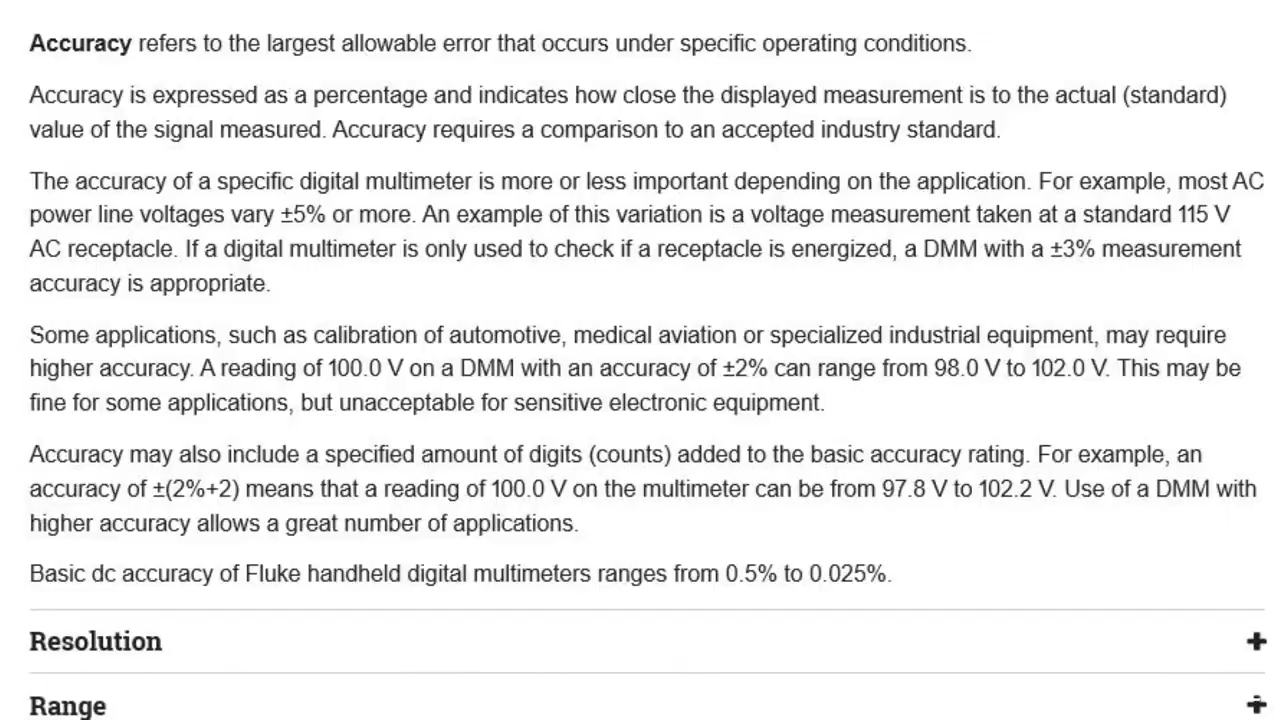 Accuracy refers to the largest allowable error that occurs under specific operating conditions.
Accuracy is expressed as a percentage and indicates how close the displayed measurement is to the actual (standard)
value of the signal measured. Accuracy requires a comparison to an accepted industry standard.
The accuracy of a specific digital multimeter is more or less important depending on the application. For example, most AC
power line voltages vary ±5% or more. An example of this variation is a voltage measurement taken at a standard 115 V
AC receptacle. If a digital multimeter is only used to check if a receptacle is energized, a DMM with a ±3% measurement
accuracy is appropriate.
Some applications, such as calibration of automotive, medical aviation or specialized industrial equipment, may require
higher accuracy. A reading of 100.0 V on a DMM with an accuracy of ±2% can range from 98.0 V to 102.0 V. This may be
fine for some applications, but unacceptable for sensitive electronic equipment.
Accuracy may also include a specified amount of digits (counts) added to the basic accuracy rating. For example, an
accuracy of ±(2%+2) means that a reading of 100.0 V on the multimeter can be from 97.8 V to 102.2 V. Use of a DMM with
higher accuracy allows a great number of applications.
Basic dc accuracy of Fluke handheld digital multimeters ranges from 0.5% to 0.025%.
Resolution
Range